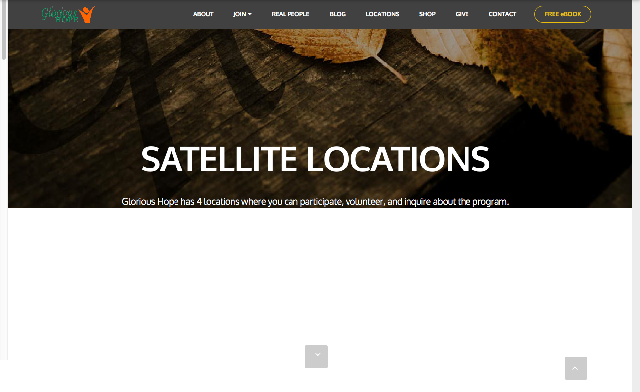 Glorious HOPE
ABOUT JOIN REAL PEOPLE BLOG LOCATIONS SHOP GIVE CONTACT FREE eBOOK
SATELLITE LOCATIONS
Glorious Hope has 4 locations where you can participate, volunteer, and inquire about the program.